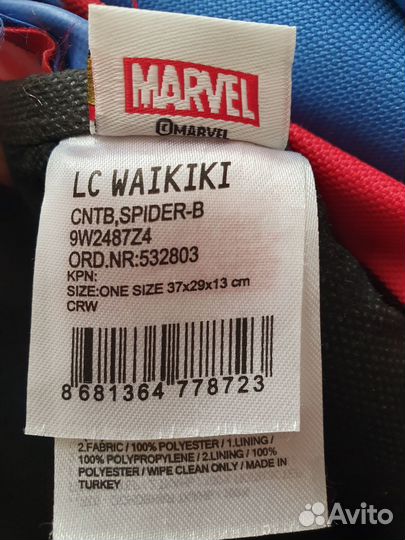 MARVEL
©MARVEL
LC WAIKIKI
CNTB,SPIDER-B
9W2487Z4
ORD.NR:532803
KPN:
SIZE:ONE SIZE 37x29x13 cm
CRW
8 681364 778723
2.FABRIC / 100% POLYESTER / 1.LINING /
100% POLYPROPYLENE / 2.LINING / 100%
POLYESTER / WIPE CLEAN ONLY / MADE IN
TURKEY
Avito